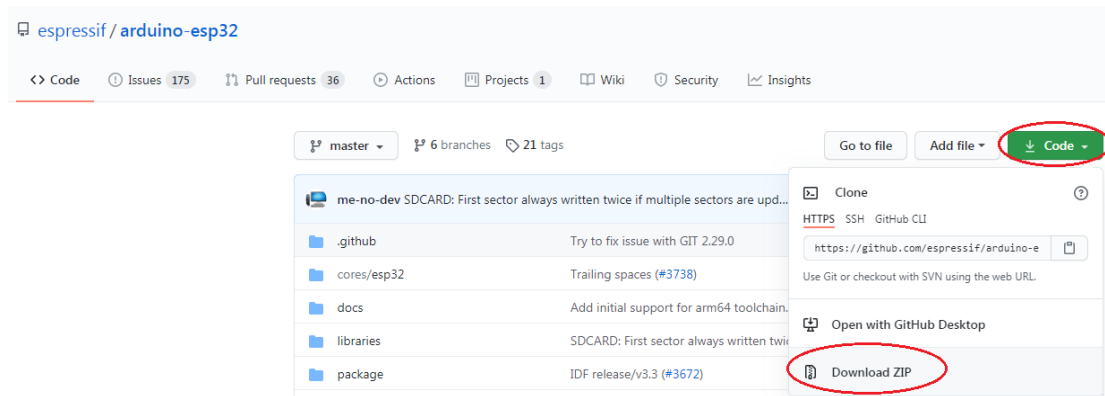 espressif / arduino-esp32
Code Issues 175 Pull requests 36 Actions Projects 1 Wiki Security Insights
master 6 branches 21 tags Go to file Add file Code
me-no-dev SDCARD: First sector always written twice if multiple sectors are upd...
.github Try to fix issue with GIT 2.29.0
cores/esp32 Trailing spaces (#3738)
docs Add initial support for arm64 toolchain.
libraries SDCARD: First sector always written twi
package IDF release/v3.3 (#3672)
Clone
HTTPS SSH GitHub CLI
https://github.com/espressif/arduino-e
Use Git or checkout with SVN using the web URL.
Open with GitHub Desktop
Download ZIP